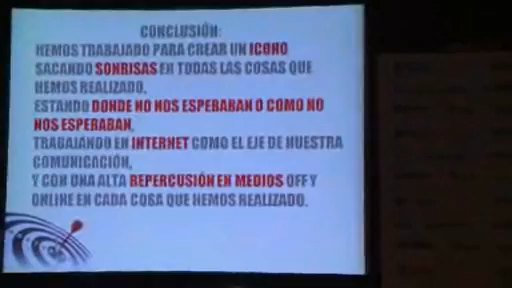 CONCLUSIÓN:
HEMOS TRABAJADO PARA CREAR UN ICONO,
SACANDO SONRISAS EN TODAS LAS COSAS QUE
HEMOS REALIZADO,
ESTANDO DONDE NO NOS ESPERABAN O COMO NO
NOS ESPERABAN,
TRABAJANDO EN INTERNET COMO EL EJE DE NUESTRA
COMUNICACIÓN,
Y CON UNA ALTA REPERCUSIÓN EN MEDIOS OFF Y
ONLINE EN CADA COSA QUE HEMOS REALIZADO.